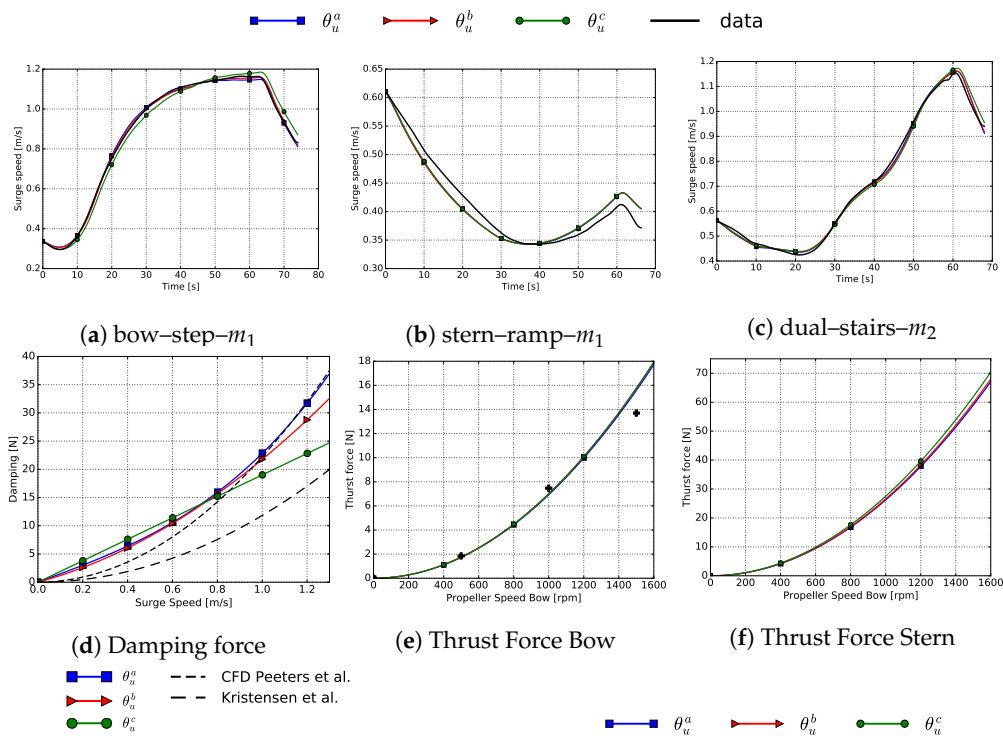 θ_u^a θ_u^b θ_u^c data
1.2
1.0
0.8
0.6
0.4
0.2
Surge speed [m/s]
0 10 20 30 40 50 60 70 80
Time [s]
0.65
0.60
0.55
0.50
0.45
0.40
0.35
0.30
Surge speed [m/s]
0 10 20 30 40 50 60 70
Time [s]
1.2
1.1
1.0
0.9
0.8
0.7
0.6
0.5
0.4
Surge speed [m/s]
0 10 20 30 40 50 60 70
Time [s]
(a) bow–step–m₁
(b) stern–ramp–m₁
(c) dual–stairs–m₂
40
35
30
25
20
15
10
5
0
Damping [N]
0.0 0.2 0.4 0.6 0.8 1.0 1.2
Surge Speed [m/s]
18
16
14
12
10
8
6
4
2
0
Thurst force [N]
0 200 400 600 800 1000 1200 1400 1600
Propeller Speed Bow [rpm]
70
60
50
40
30
20
10
0
Thurst force [N]
0 200 400 600 800 1000 1200 1400 1600
Propeller Speed Bow [rpm]
(d) Damping force
(e) Thrust Force Bow
(f) Thrust Force Stern
θ_u^a
θ_u^b
θ_u^c
CFD Peeters et al.
Kristensen et al.
θ_u^a θ_u^b θ_u^c